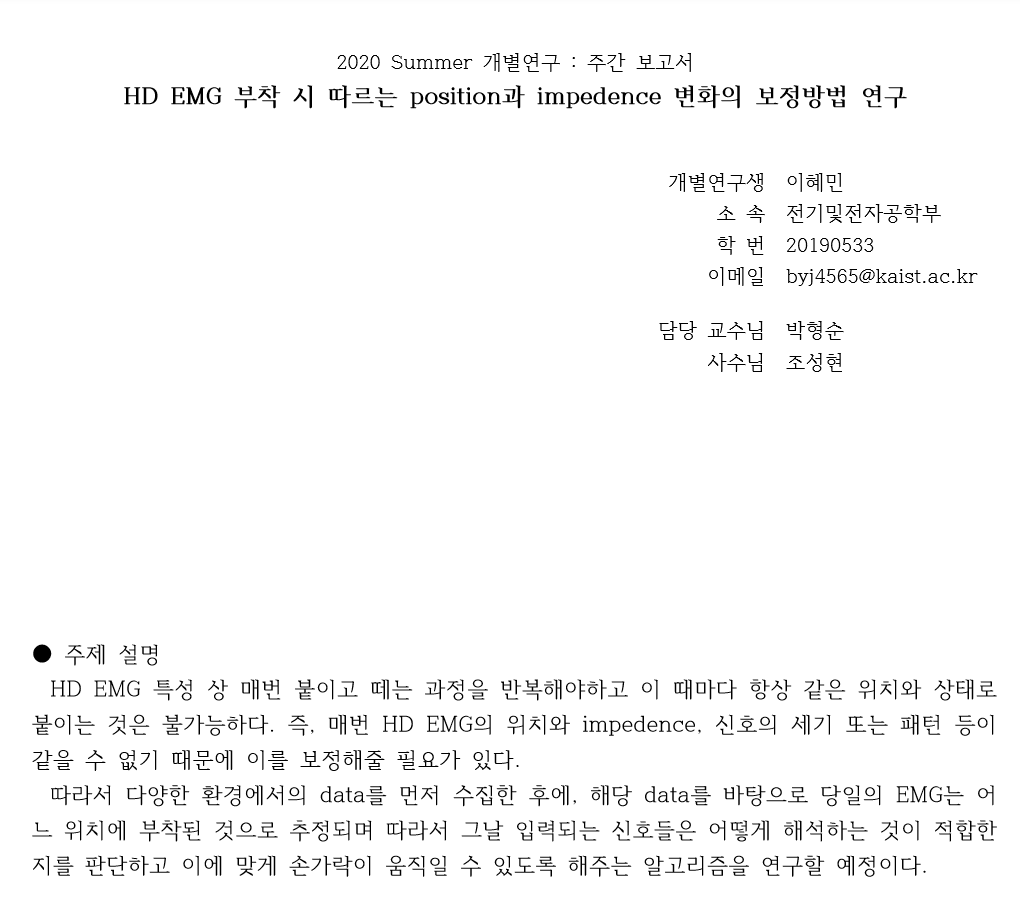 2020 Summer 개별연구 : 주간 보고서
HD EMG 부착 시 따르는 position과 impedence 변화의 보정방법 연구
개별연구생 이혜민
소 속 전기및전자공학부
학 번 20190533
이메일 byj4565@kaist.ac.kr
담당 교수님 박형순
사수님 조성현
● 주제 설명
HD EMG 특성 상 매번 붙이고 떼는 과정을 반복해야하고 이 때마다 항상 같은 위치와 상태로
붙이는 것은 불가능하다. 즉, 매번 HD EMG의 위치와 impedence, 신호의 세기 또는 패턴 등이
같을 수 없기 때문에 이를 보정해줄 필요가 있다.
따라서 다양한 환경에서의 data를 먼저 수집한 후에, 해당 data를 바탕으로 당일의 EMG는 어
느 위치에 부착된 것으로 추정되며 따라서 그날 입력되는 신호들은 어떻게 해석하는 것이 적합한
지를 판단하고 이에 맞게 손가락이 움직일 수 있도록 해주는 알고리즘을 연구할 예정이다.